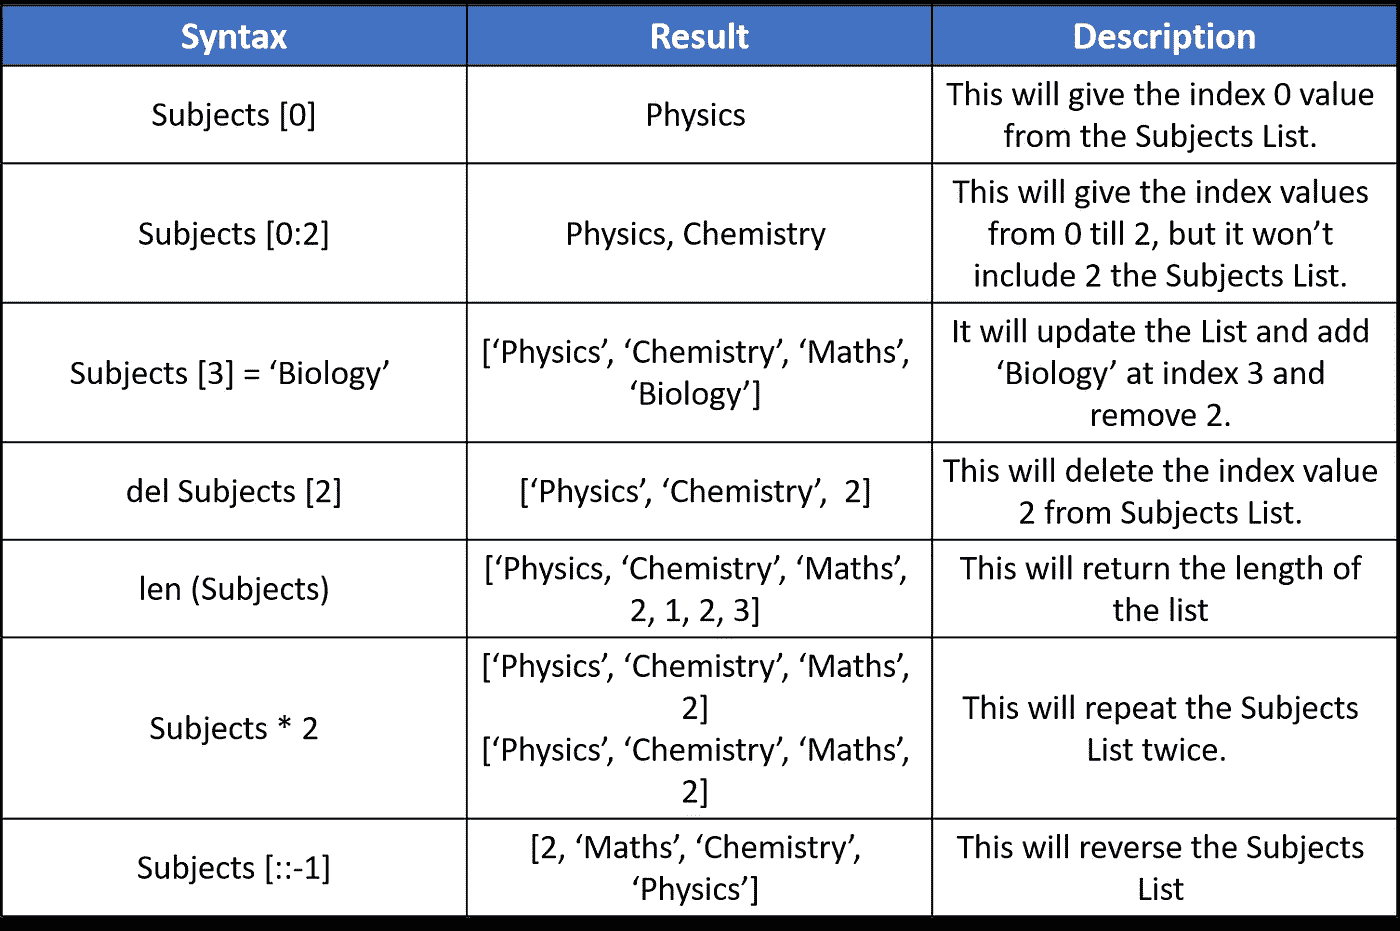 Syntax
Result
Description
Subjects [0]
Physics
This will give the index 0 value
from the Subjects List.
Subjects [0:2]
Physics, Chemistry
This will give the index values
from 0 till 2, but it won’t
include 2 the Subjects List.
Subjects [3] = ‘Biology’
[‘Physics’, ‘Chemistry’, ‘Maths’,
‘Biology’]
It will update the List and add
‘Biology’ at index 3 and
remove 2.
del Subjects [2]
[‘Physics’, ‘Chemistry’, 2]
This will delete the index value
2 from Subjects List.
len (Subjects)
[‘Physics, ‘Chemistry’, ‘Maths’,
2, 1, 2, 3]
This will return the length of
the list
Subjects * 2
[‘Physics’, ‘Chemistry’, ‘Maths’,
2]
[‘Physics’, ‘Chemistry’, ‘Maths’,
2]
This will repeat the Subjects
List twice.
Subjects [::-1]
[2, ‘Maths’, ‘Chemistry’,
‘Physics’]
This will reverse the Subjects
List